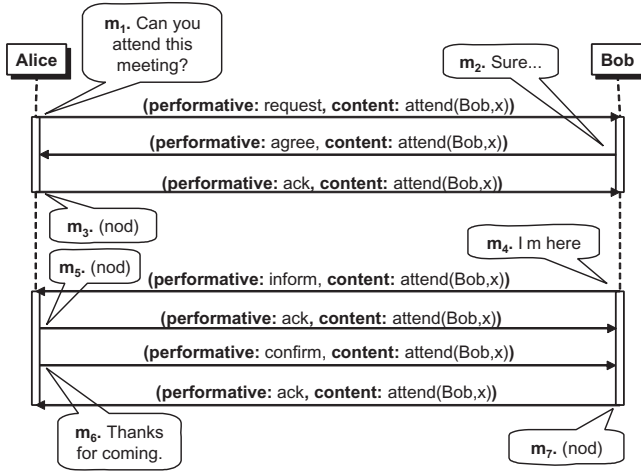 m1. Can you
attend this
meeting?
Alice
Bob
m2. Sure...
(performative: request, content: attend(Bob,x))
(performative: agree, content: attend(Bob,x))
(performative: ack, content: attend(Bob,x))
m3. (nod)
m4. I m here
m5. (nod)
(performative: inform, content: attend(Bob,x))
(performative: ack, content: attend(Bob,x))
(performative: confirm, content: attend(Bob,x))
(performative: ack, content: attend(Bob,x))
m6. Thanks
for coming.
m7. (nod)